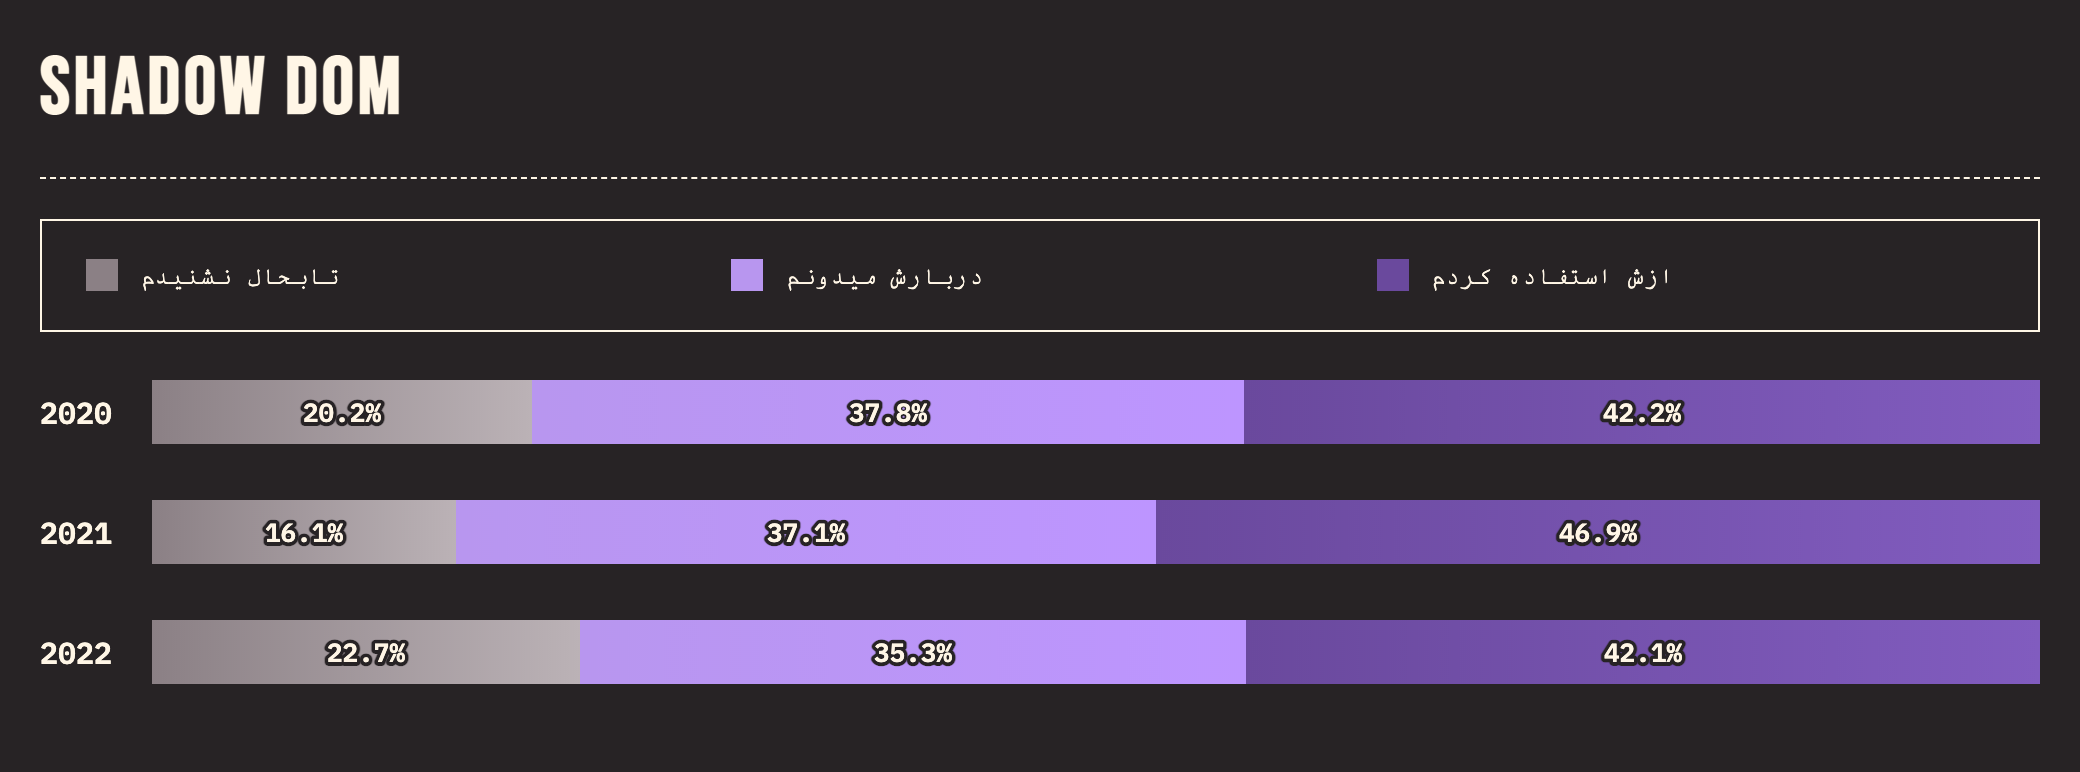 SHADOW DOM
تابحال نشنیدم دربارش میدونم ازش استفاده کردم
2020 20.2% 37.8% 42.2%
2021 16.1% 37.1% 46.9%
2022 22.7% 35.3% 42.1%